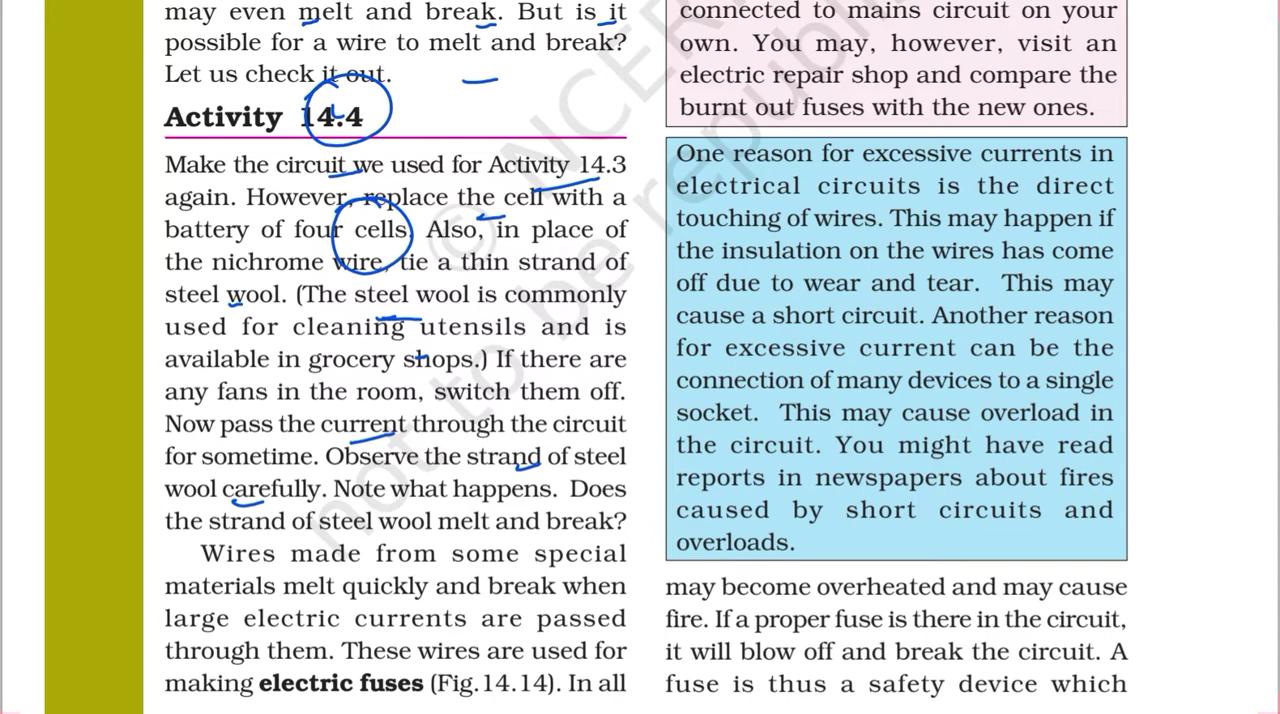 may even melt and break. But is it
possible for a wire to melt and break?
Let us check it out.
Activity 14.4
Make the circuit we used for Activity 14.3
again. However, replace the cell with a
battery of four cells. Also, in place of
the nichrome wire, tie a thin strand of
steel wool. (The steel wool is commonly
used for cleaning utensils and is
available in grocery shops.) If there are
any fans in the room, switch them off.
Now pass the current through the circuit
for sometime. Observe the strand of steel
wool carefully. Note what happens. Does
the strand of steel wool melt and break?
Wires made from some special
materials melt quickly and break when
large electric currents are passed
through them. These wires are used for
making electric fuses (Fig.14.14). In all
connected to mains circuit on your
own. You may, however, visit an
electric repair shop and compare the
burnt out fuses with the new ones.
One reason for excessive currents in
electrical circuits is the direct
touching of wires. This may happen if
the insulation on the wires has come
off due to wear and tear. This may
cause a short circuit. Another reason
for excessive current can be the
connection of many devices to a single
socket. This may cause overload in
the circuit. You might have read
reports in newspapers about fires
caused by short circuits and
overloads.
may become overheated and may cause
fire. If a proper fuse is there in the circuit,
it will blow off and break the circuit. A
fuse is thus a safety device which
© NCER
not to be republi